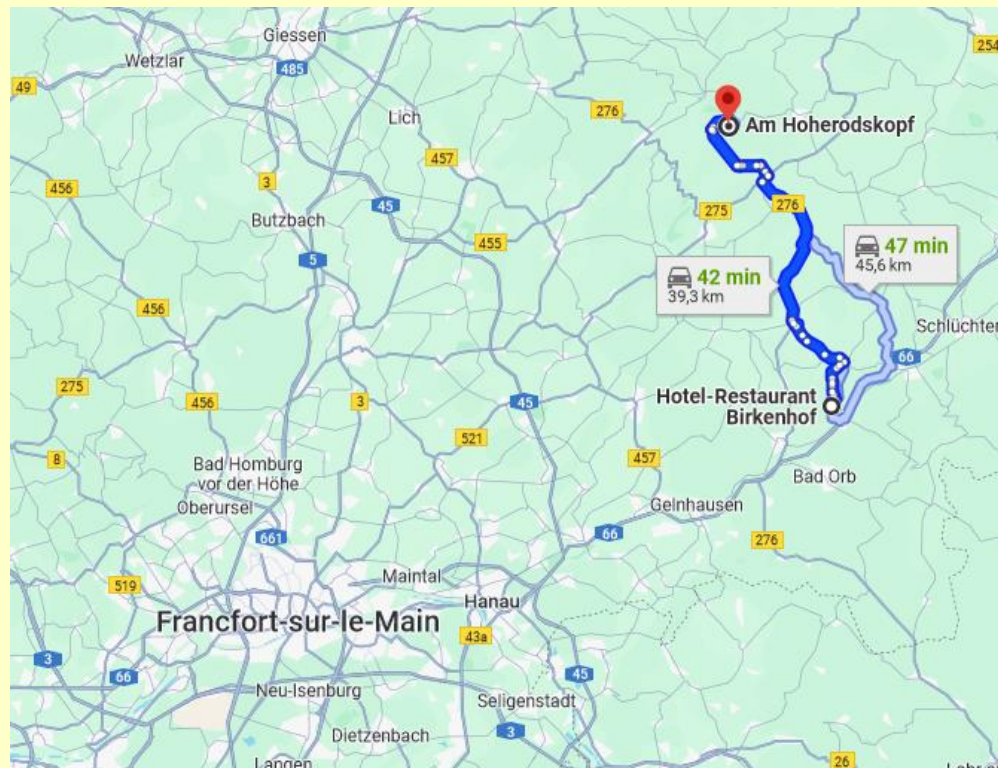 Giessen
254
Wetzlar
485
49
276
Lich
Am Hoherodskopf
457
3
456
45
275
276
Butzbach
455
47 min
45,6 km
5
42 min
39,3 km
456
Schlüchtern
66
275
456
3
45
Hotel-Restaurant
Birkenhof
521
8
457
Bad Homburg
vor der Höhe
Bad Orb
Oberursel
Gelnhausen
661
66
276
519
Maintal
Hanau
Francfort-sur-le-Main
43a
3
66
45
Neu-Isenburg
Seligenstadt
3
Dietzenbach
26
Langen